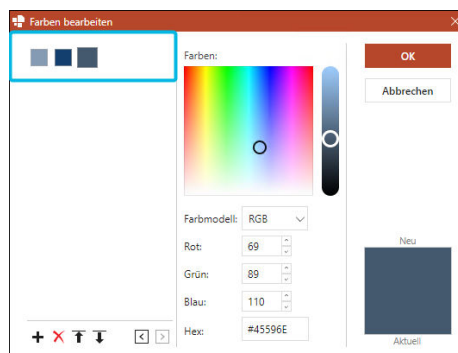 Farben bearbeiten
Farben:
OK
Abbrechen
Farbmodell: RGB
Rot: 69
Grün: 89
Blau: 110
Hex: #45596E
Neu
Aktuell